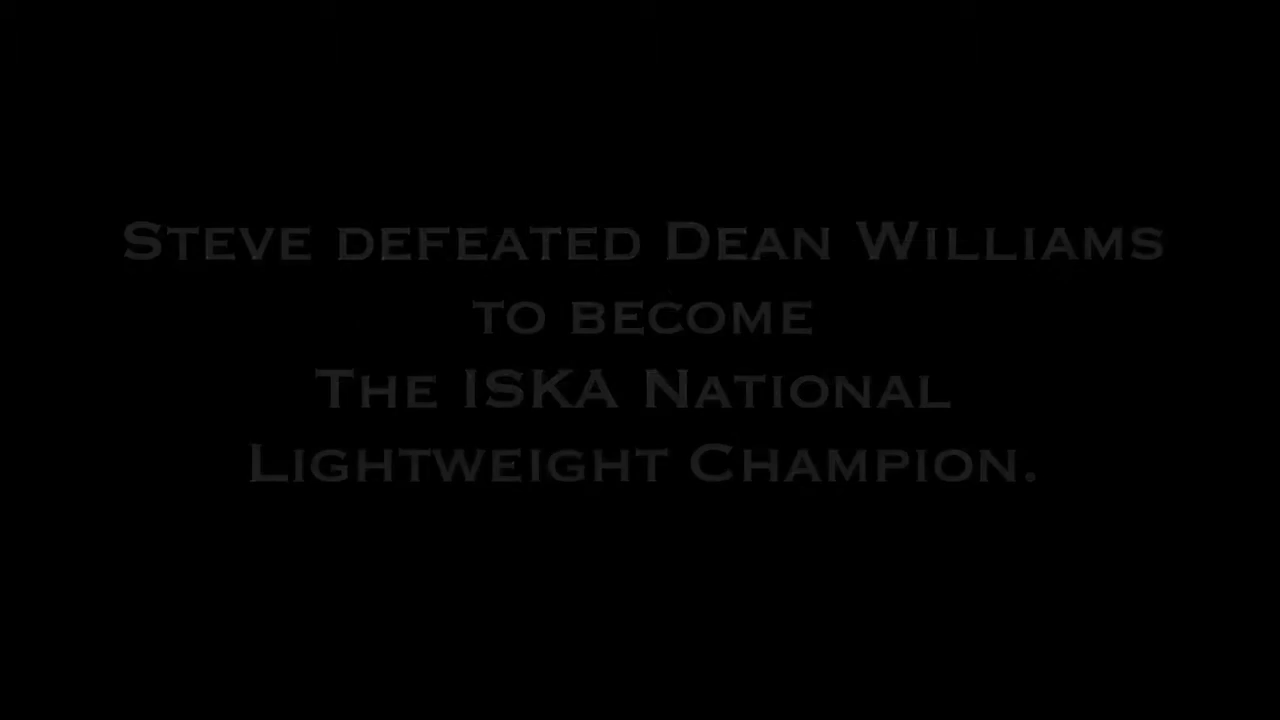 Steve defeated Dean Williams
to become
The ISKA National
Lightweight Champion.